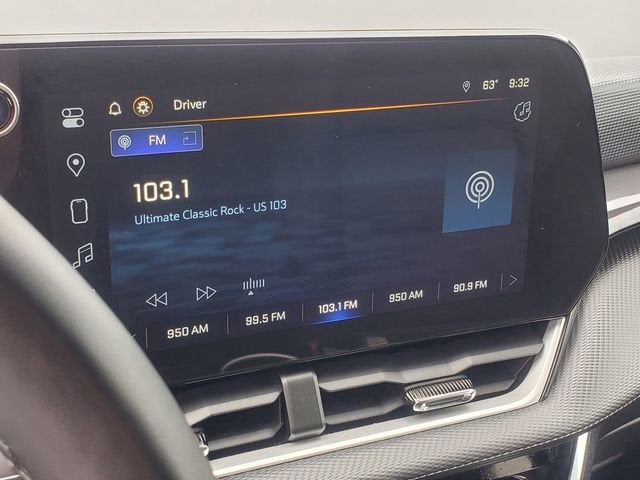 Driver
63° 9:32
FM
103.1
Ultimate Classic Rock - US 103
950 AM
99.5 FM
103.1 FM
950 AM
90.9 FM